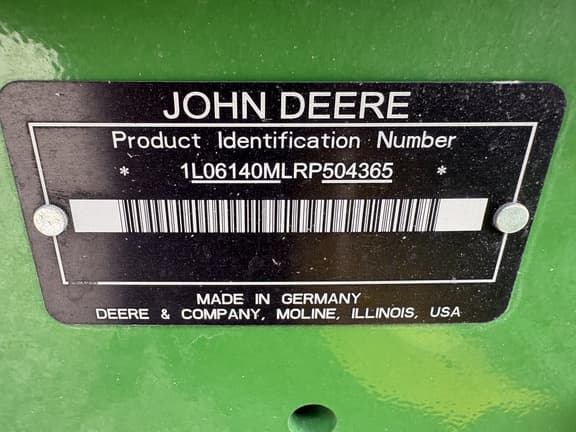 JOHN DEERE
Product Identification Number
* 1L06140MLRP504365 *
MADE IN GERMANY
DEERE & COMPANY, MOLINE, ILLINOIS, USA